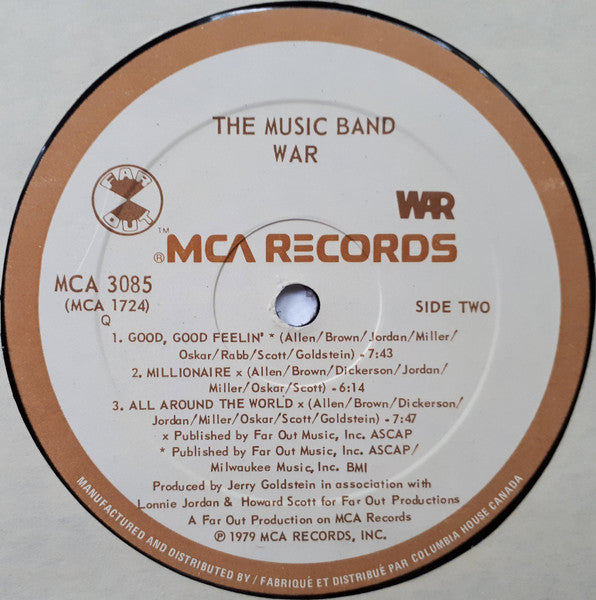 THE MUSIC BAND
WAR
FAR OUT
TM
WAR
® MCA RECORDS
MCA 3085
(MCA 1724)
Q
SIDE TWO
1. GOOD, GOOD FEELIN' * (Allen/Brown/Jordan/Miller/
Oskar/Rabb/Scott/Goldstein) - 7:43
2. MILLIONAIRE x (Allen/Brown/Dickerson/Jordan/
Miller/Oskar/Scott) - 6:14
3. ALL AROUND THE WORLD x (Allen/Brown/Dickerson/
Jordan/Miller/Oskar/Scott/Goldstein) - 7:47
x Published by Far Out Music, Inc. ASCAP
* Published by Far Out Music, Inc. ASCAP/
Milwaukee Music, Inc. BMI
Produced by Jerry Goldstein in association with
Lonnie Jordan & Howard Scott for Far Out Productions
A Far Out Production on MCA Records
℗ 1979 MCA RECORDS, INC.
MANUFACTURED AND DISTRIBUTED BY / FABRIQUÉ ET DISTRIBUÉ PAR COLUMBIA HOUSE CANADA